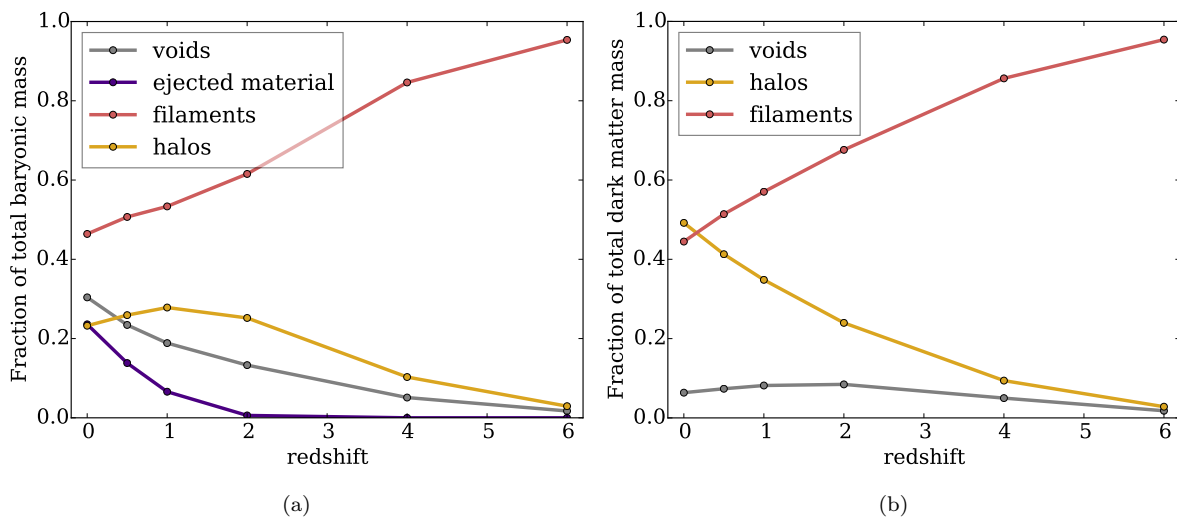 Fraction of total baryonic mass
1.0
0.8
0.6
0.4
0.2
0.0
voids
ejected material
filaments
halos
0 1 2 3 4 5 6
redshift
(a)
Fraction of total dark matter mass
1.0
0.8
0.6
0.4
0.2
0.0
voids
halos
filaments
0 1 2 3 4 5 6
redshift
(b)